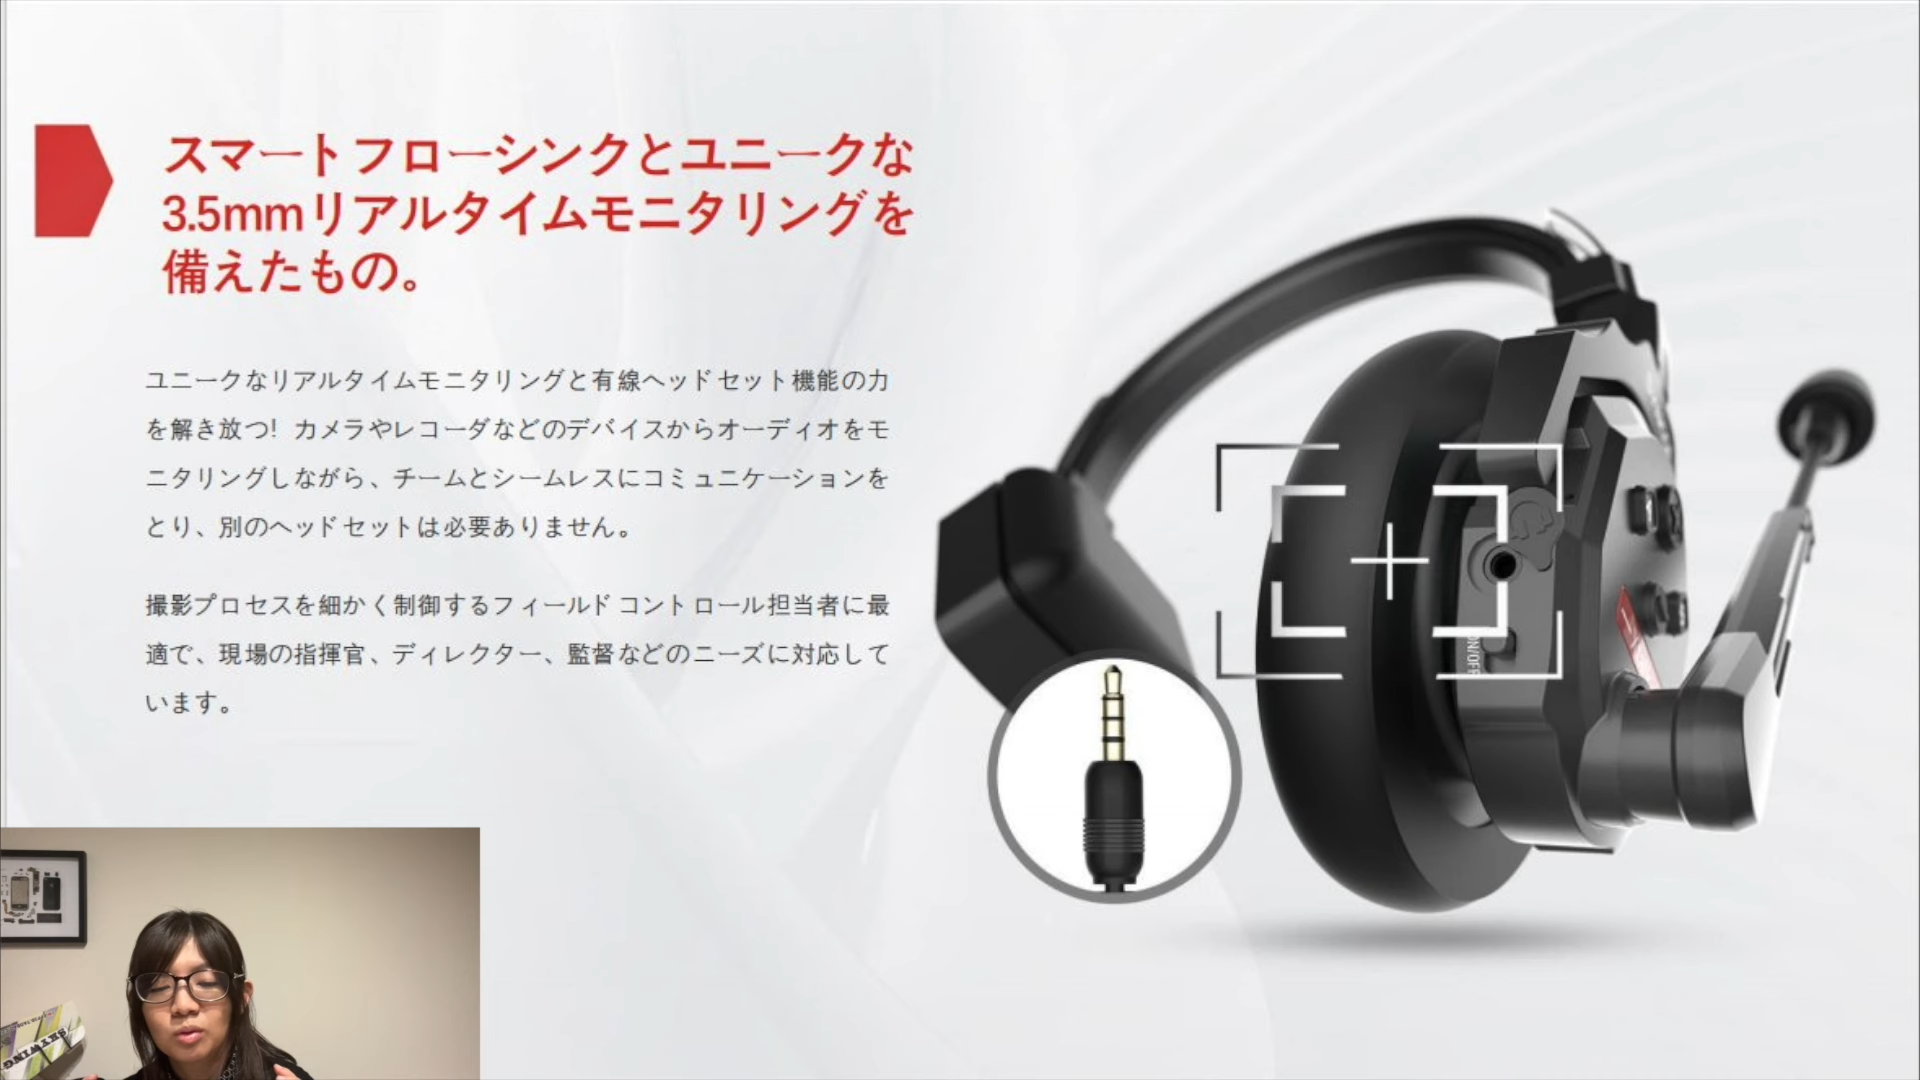 スマートフローシンクとユニークな
3.5mmリアルタイムモニタリングを
備えたもの。
ユニークなリアルタイムモニタリングと有線ヘッドセット機能の力
を解き放つ! カメラやレコーダなどのデバイスからオーディオをモ
ニタリングしながら、チームとシームレスにコミュニケーションを
とり、別のヘッドセットは必要ありません。
撮影プロセスを細かく制御するフィールドコントロール担当者に最
適で、現場の指揮官、ディレクター、監督などのニーズに対応して
います。
ON/OFF
SKYWING